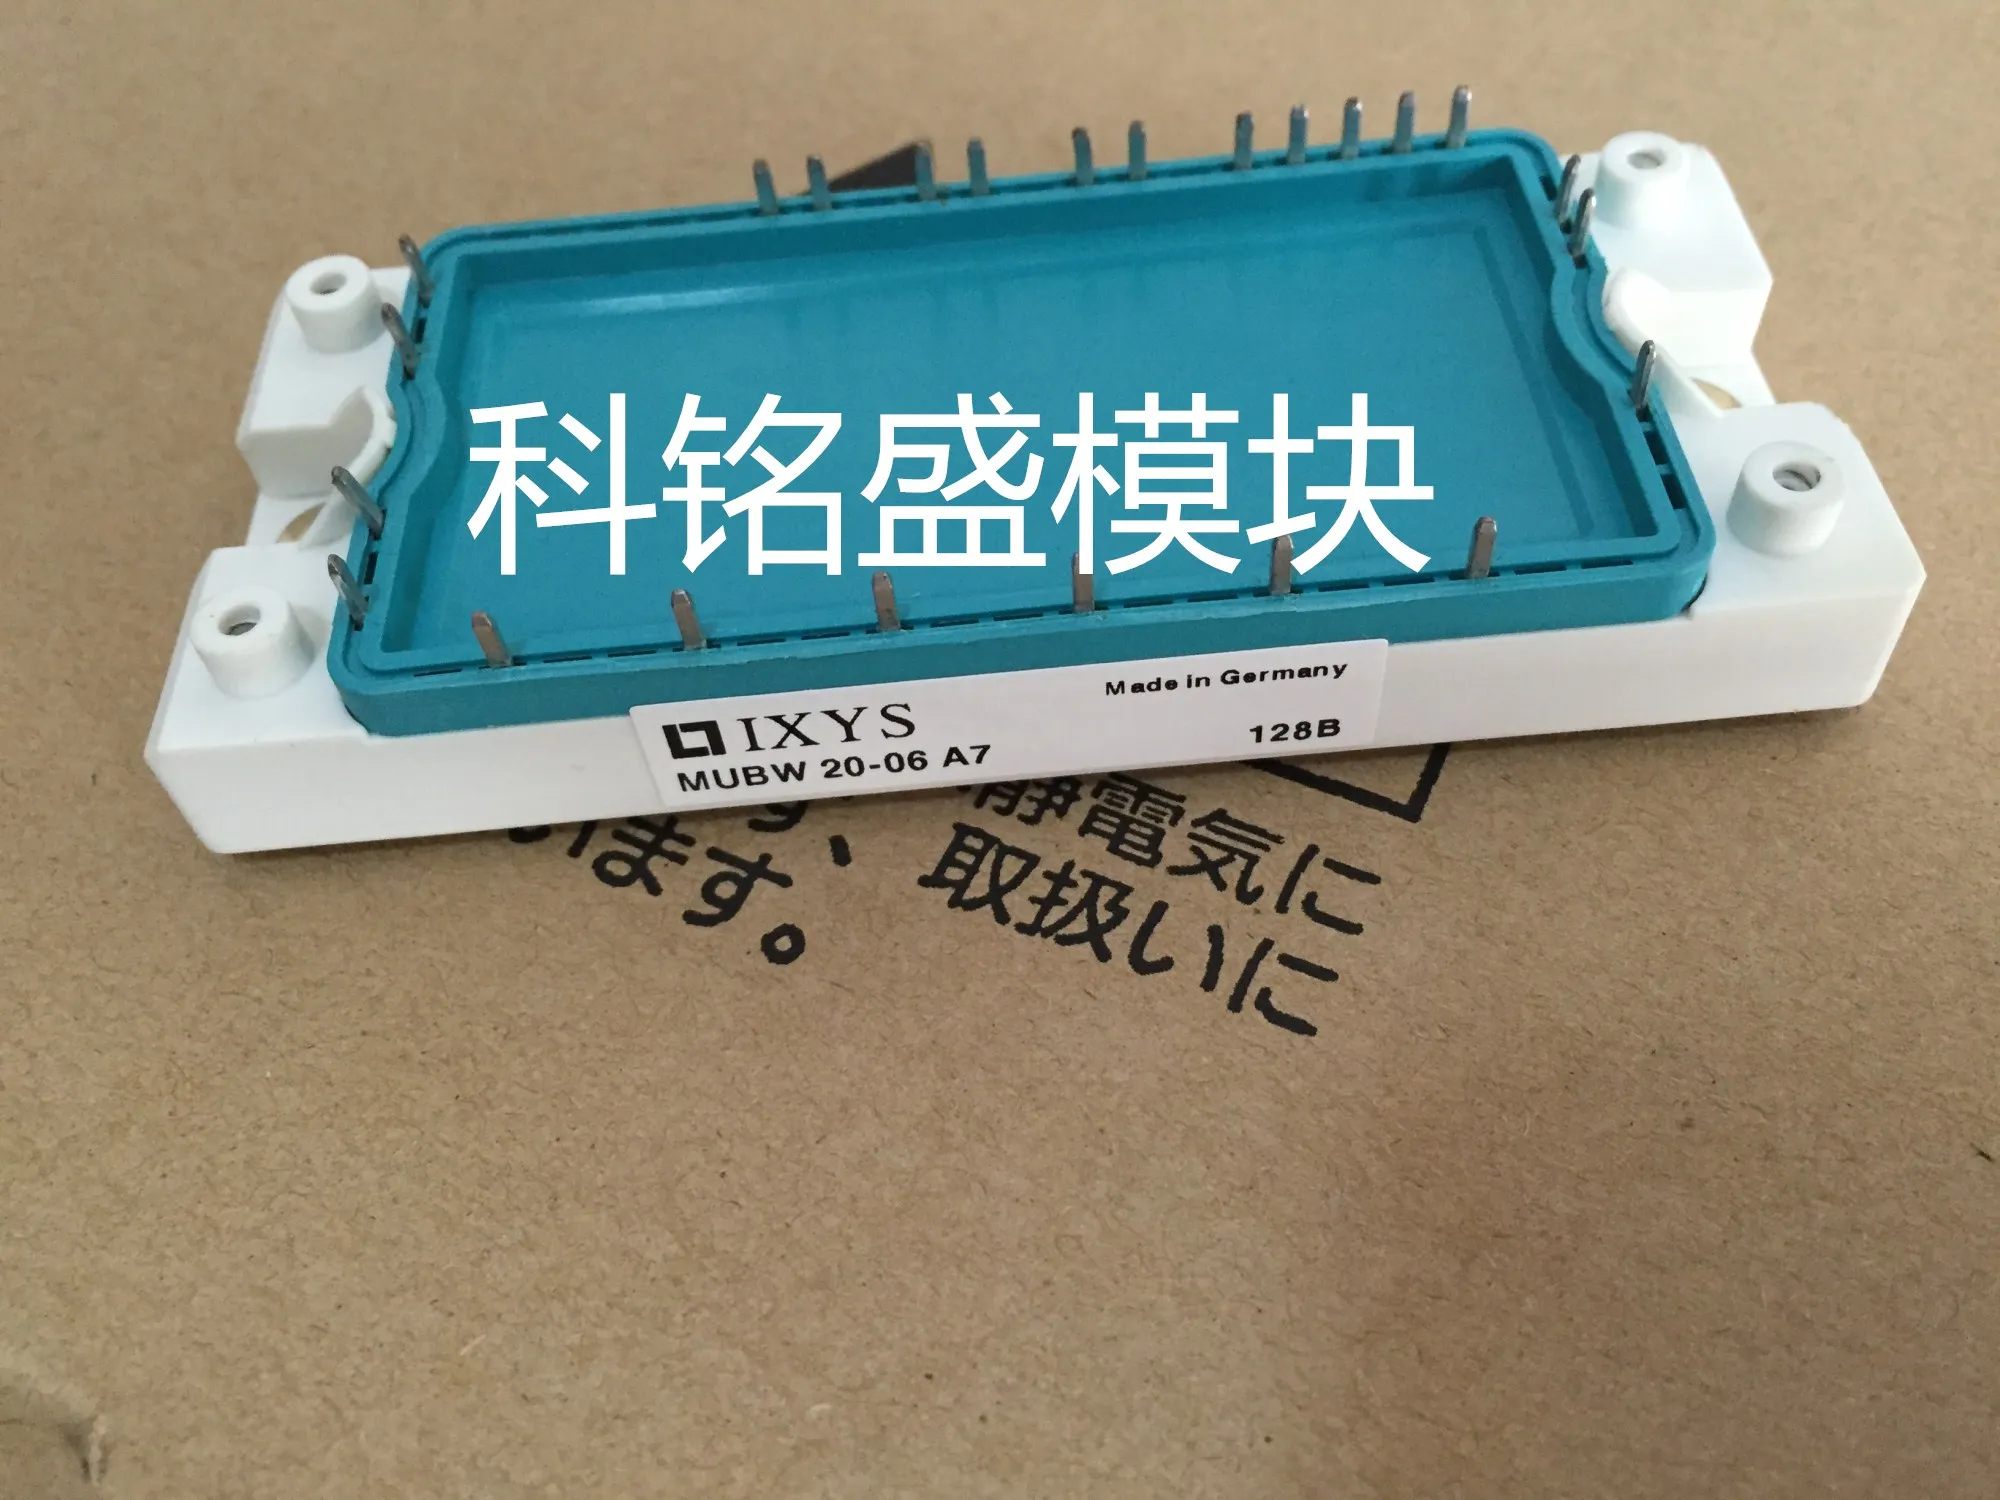 科铭盛模块
IXYS
Made in Germany
MUBW 20-06 A7
128B
静電気に
ます。
取扱いに